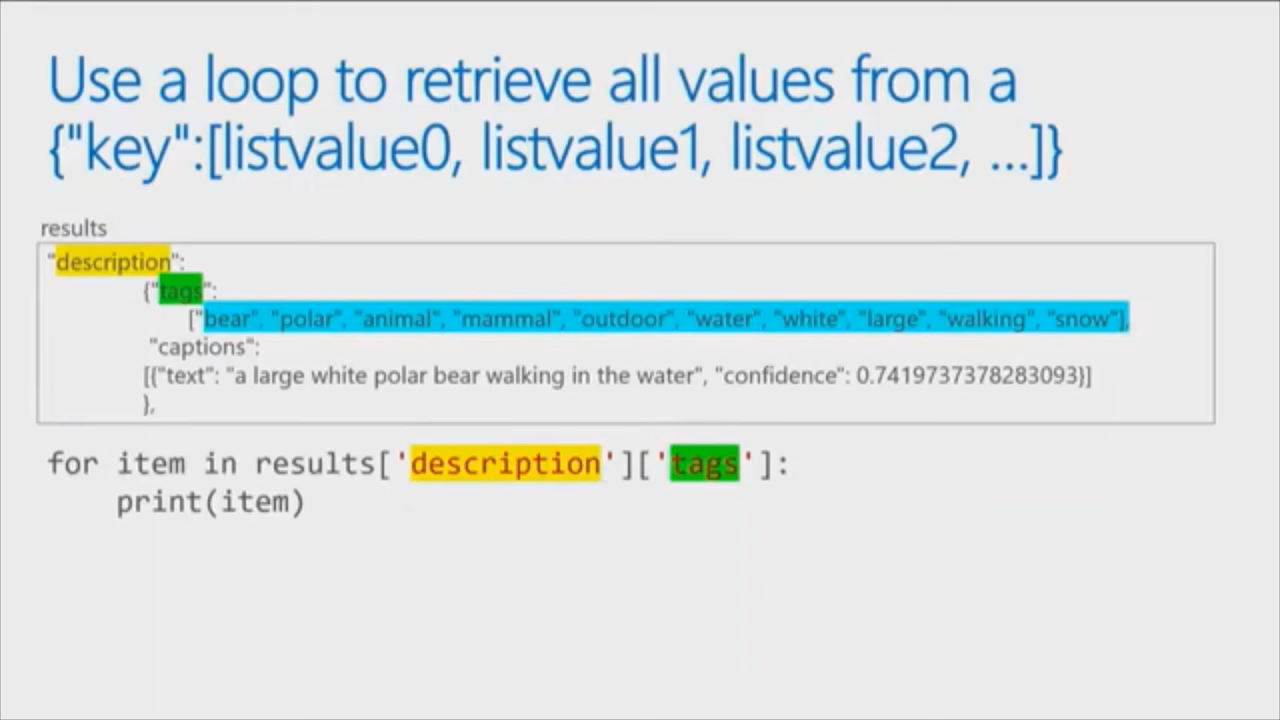 Use a loop to retrieve all values from a
{"key":[listvalue0, listvalue1, listvalue2, ...]}
results
"description":
{"tags":
["bear", "polar", "animal", "mammal", "outdoor", "water", "white", "large", "walking", "snow"],
"captions":
[{"text": "a large white polar bear walking in the water", "confidence": 0.7419737378283093}]
},
for item in results['description']['tags']:
print(item)